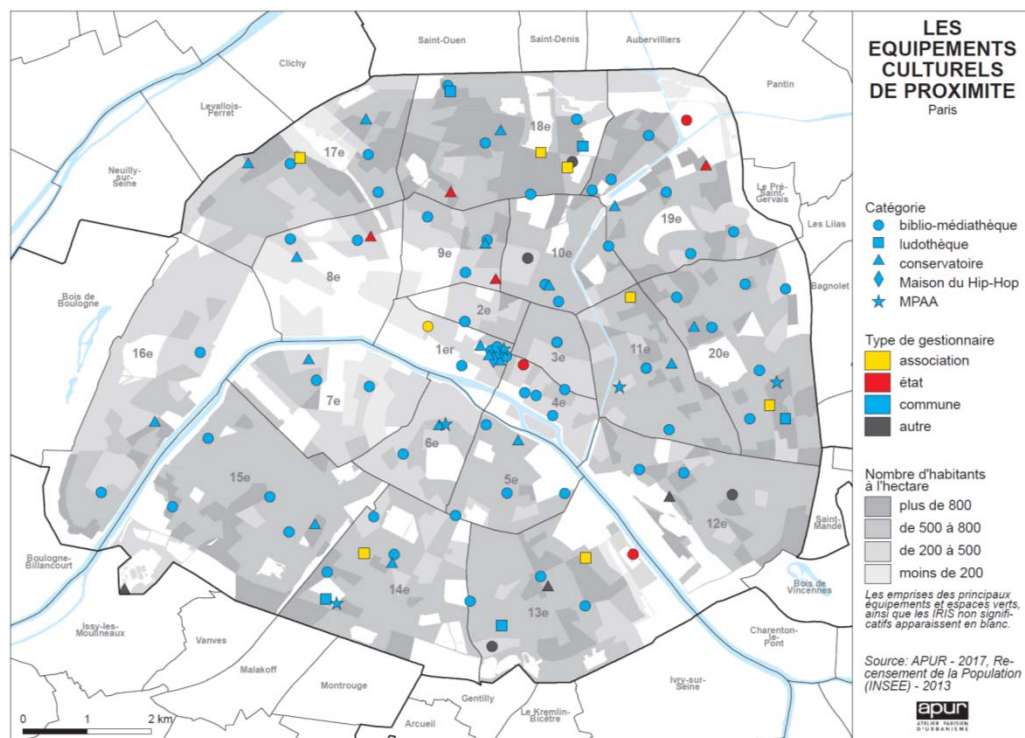 LES
EQUIPEMENTS
CULTURELS
DE PROXIMITE
Paris
Catégorie
biblio-médiathèque
ludothèque
conservatoire
Maison du Hip-Hop
MPAA
Type de gestionnaire
association
état
commune
autre
Nombre d'habitants
à l'hectare
plus de 800
de 500 à 800
de 200 à 500
moins de 200
Les emprises des principaux
équipements et espaces verts,
ainsi que les IRIS non signifi-
catifs apparaissent en blanc.
Source: APUR - 2017, Re-
censement de la Population
(INSEE) - 2013
apur
ATELIER PARISIEN
D'URBANISME
Saint-Ouen
Saint-Denis
Aubervilliers
Clichy
Pantin
Levallois-
Perret
18e
17e
Neuilly-
sur-
Seine
Le Pré-
Saint-
Gervais
19e
Les Lilas
9e
10e
8e
Bagnolet
Bois de
Boulogne
2e
1er
3e
11e
16e
20e
7e
4e
6e
15e
5e
12e
Saint-
Mandé
Boulogne-
Billancourt
14e
13e
Bois de
Vincennes
Issy-les-
Moulineaux
Vanves
Charenton-
le-Pont
Malakoff
Montrouge
Gentilly
Ivry-sur-
Seine
Le Kremlin-
Bicêtre
Arcueil
0 1 2 km